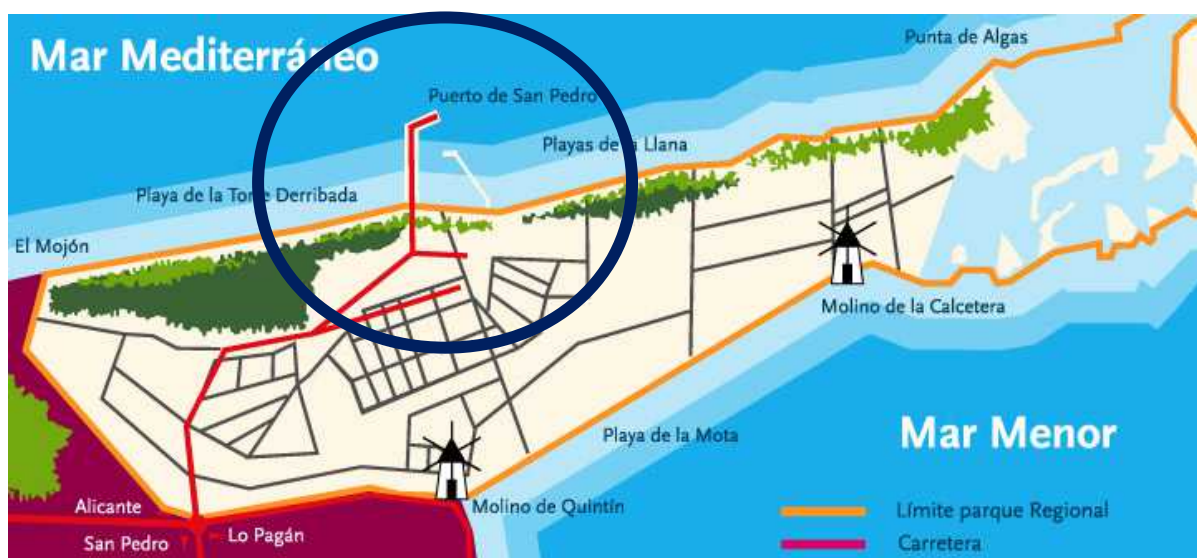 Mar Mediterráneo
Punta de Algas
Puerto de San Pedro
Playas de la Llana
Playa de la Torre Derribada
El Mojón
Molino de la Calcetera
Mar Menor
Playa de la Mota
Molino de Quintín
Alicante
San Pedro
Lo Pagán
Límite parque Regional
Carretera